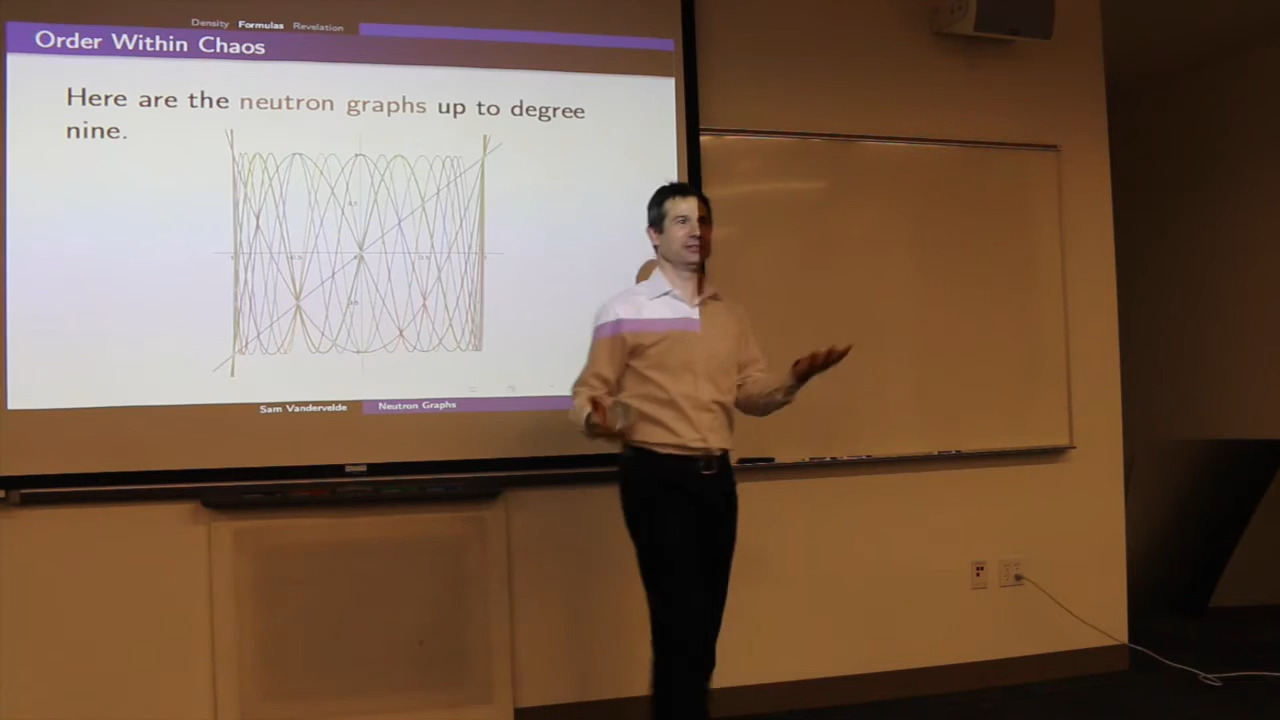 Density Formulas Revelation
Order Within Chaos
Here are the neutron graphs up to degree
nine.
Sam Vandervelde Neutron Graphs